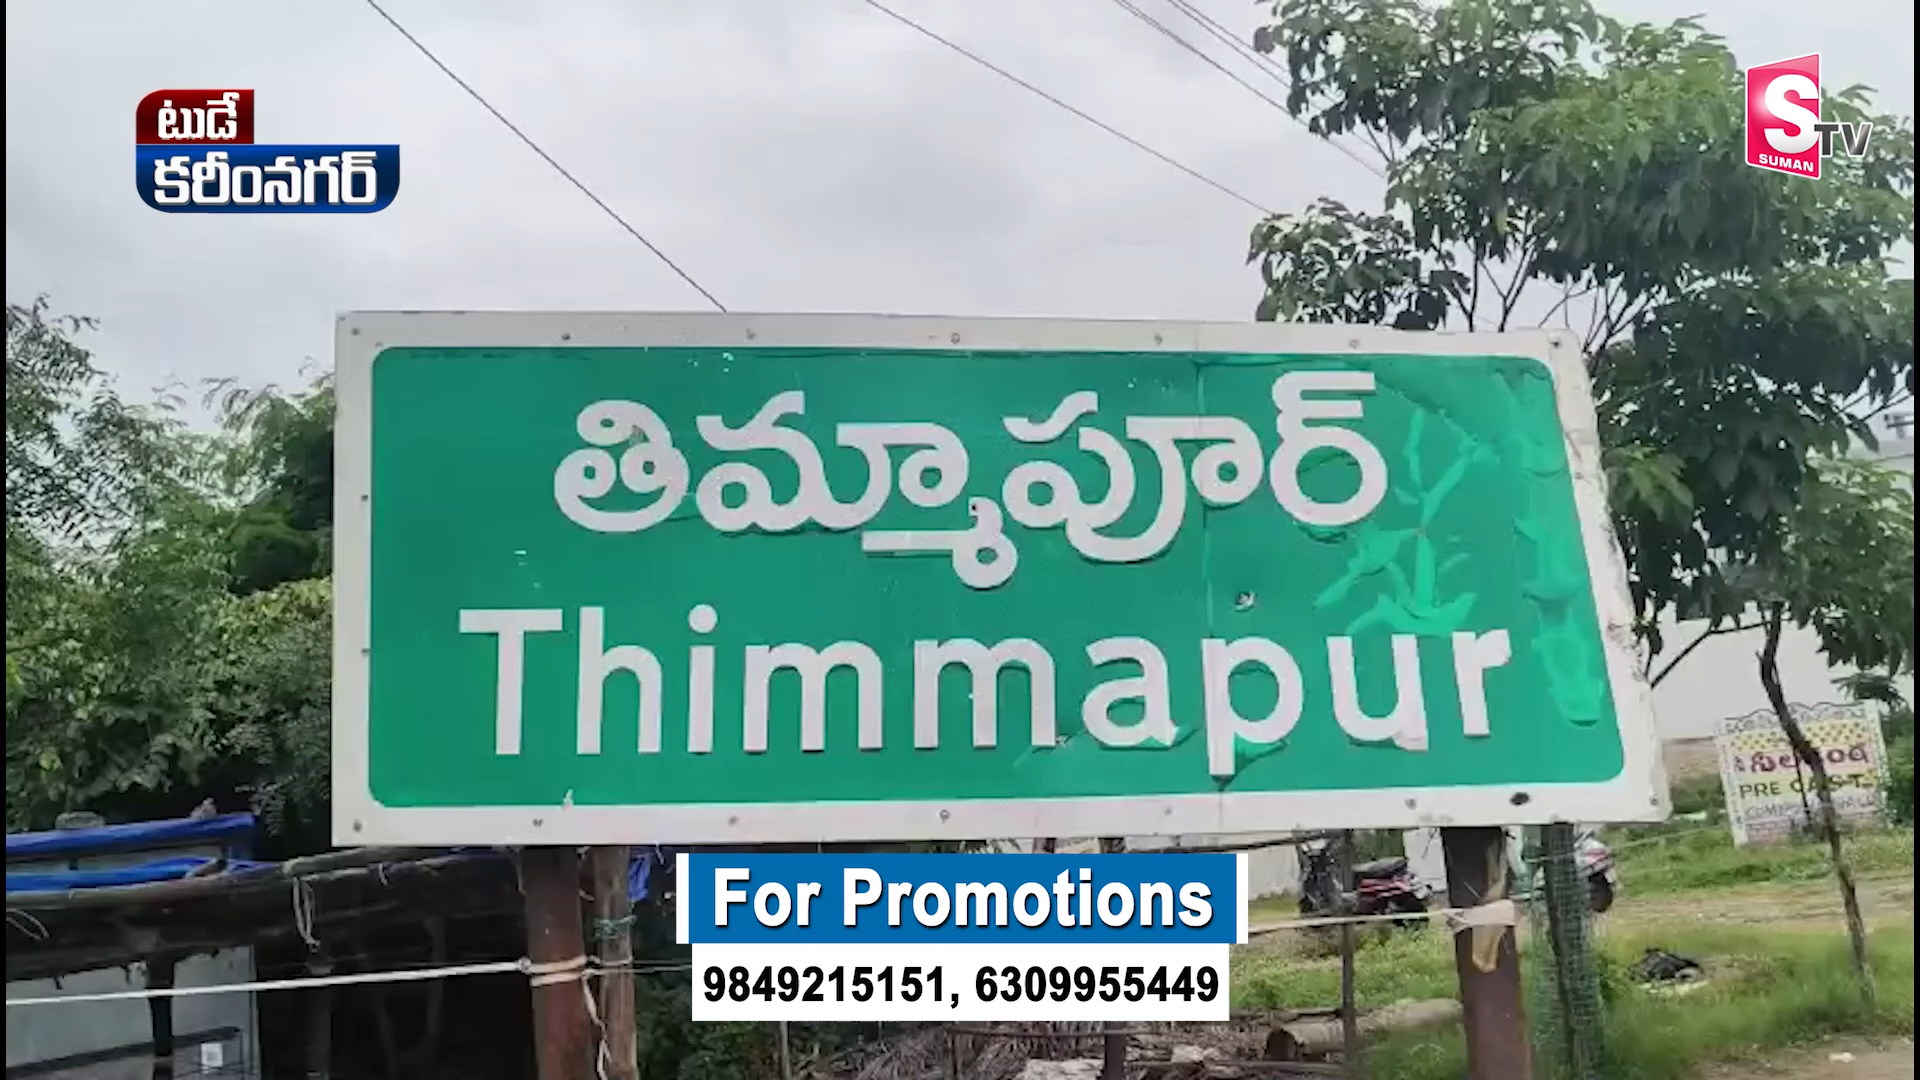 టుడే
కరీంనగర్
S
TV
SUMAN
తిమ్మాపూర్
Thimmapur
PRE CAST
For Promotions
9849215151, 6309955449